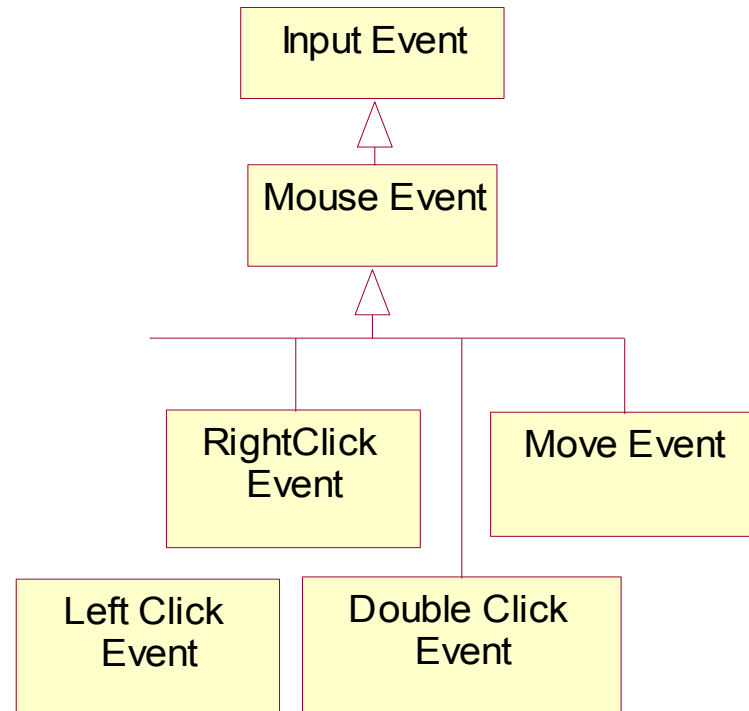 Input Event
Mouse Event
RightClick
Event
Move Event
Left Click
Event
Double Click
Event